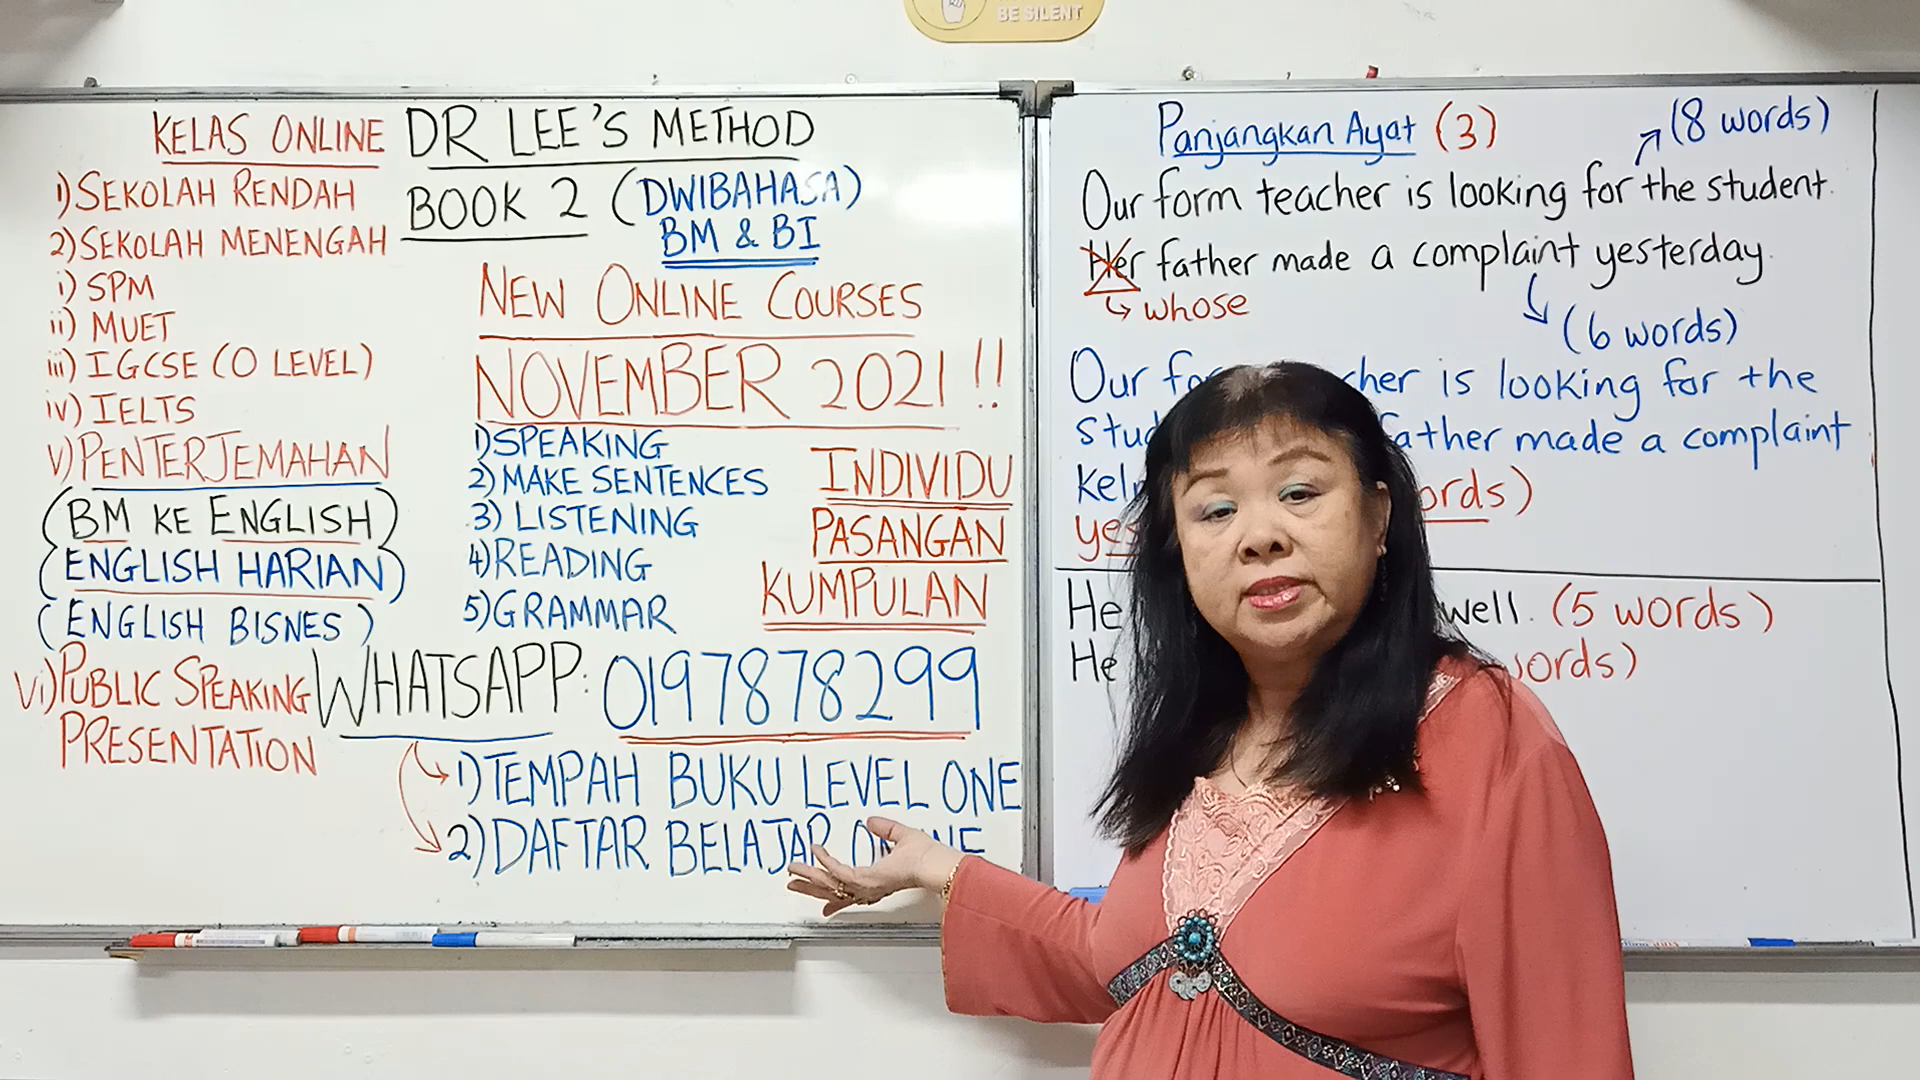 BE SILENT
KELAS ONLINE
1) SEKOLAH RENDAH
2) SEKOLAH MENENGAH
i) SPM
ii) MUET
iii) IGCSE (O LEVEL)
iv) IELTS
v) PENTERJEMAHAN
(BM KE ENGLISH)
(ENGLISH HARIAN)
(ENGLISH BISNES)
vi) PUBLIC SPEAKING
PRESENTATION
DR LEE'S METHOD
BOOK 2 (DWIBAHASA)
BM & BI
NEW ONLINE COURSES
NOVEMBER 2021 !!
1) SPEAKING
2) MAKE SENTENCES
3) LISTENING
4) READING
5) GRAMMAR
INDIVIDU
PASANGAN
KUMPULAN
WHATSAPP: 0197878299
1) TEMPAH BUKU LEVEL ONE
2) DAFTAR BELAJAR
Panjangkan Ayat (3)
(8 words)
Our form teacher is looking for the student.
Her father made a complaint yesterday.
whose
(6 words)
Our is looking for the
father made a complaint
He well. (5 words)
He